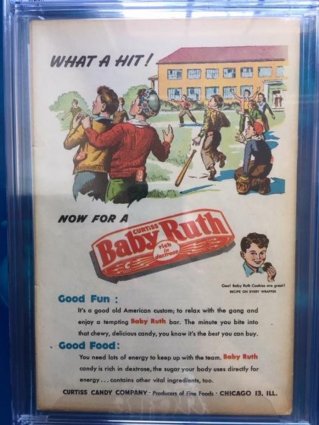 WHAT A HIT!
NOW FOR A
CURTISS
Baby Ruth
rich in
dextrose
Gee! Baby Ruth Cookies are great!
RECIPE ON EVERY WRAPPER
Good Fun :
It's a good old American custom; to relax with the gang and
enjoy a tempting Baby Ruth bar. The minute you bite into
that chewy, delicious candy, you know it's the best you can buy.
Good Food:
You need lots of energy to keep up with the team. Baby Ruth
candy is rich in dextrose, the sugar your body uses directly for
energy... contains other vital ingredients, too.
CURTISS CANDY COMPANY · Producers of Fine Foods · CHICAGO 13, ILL.